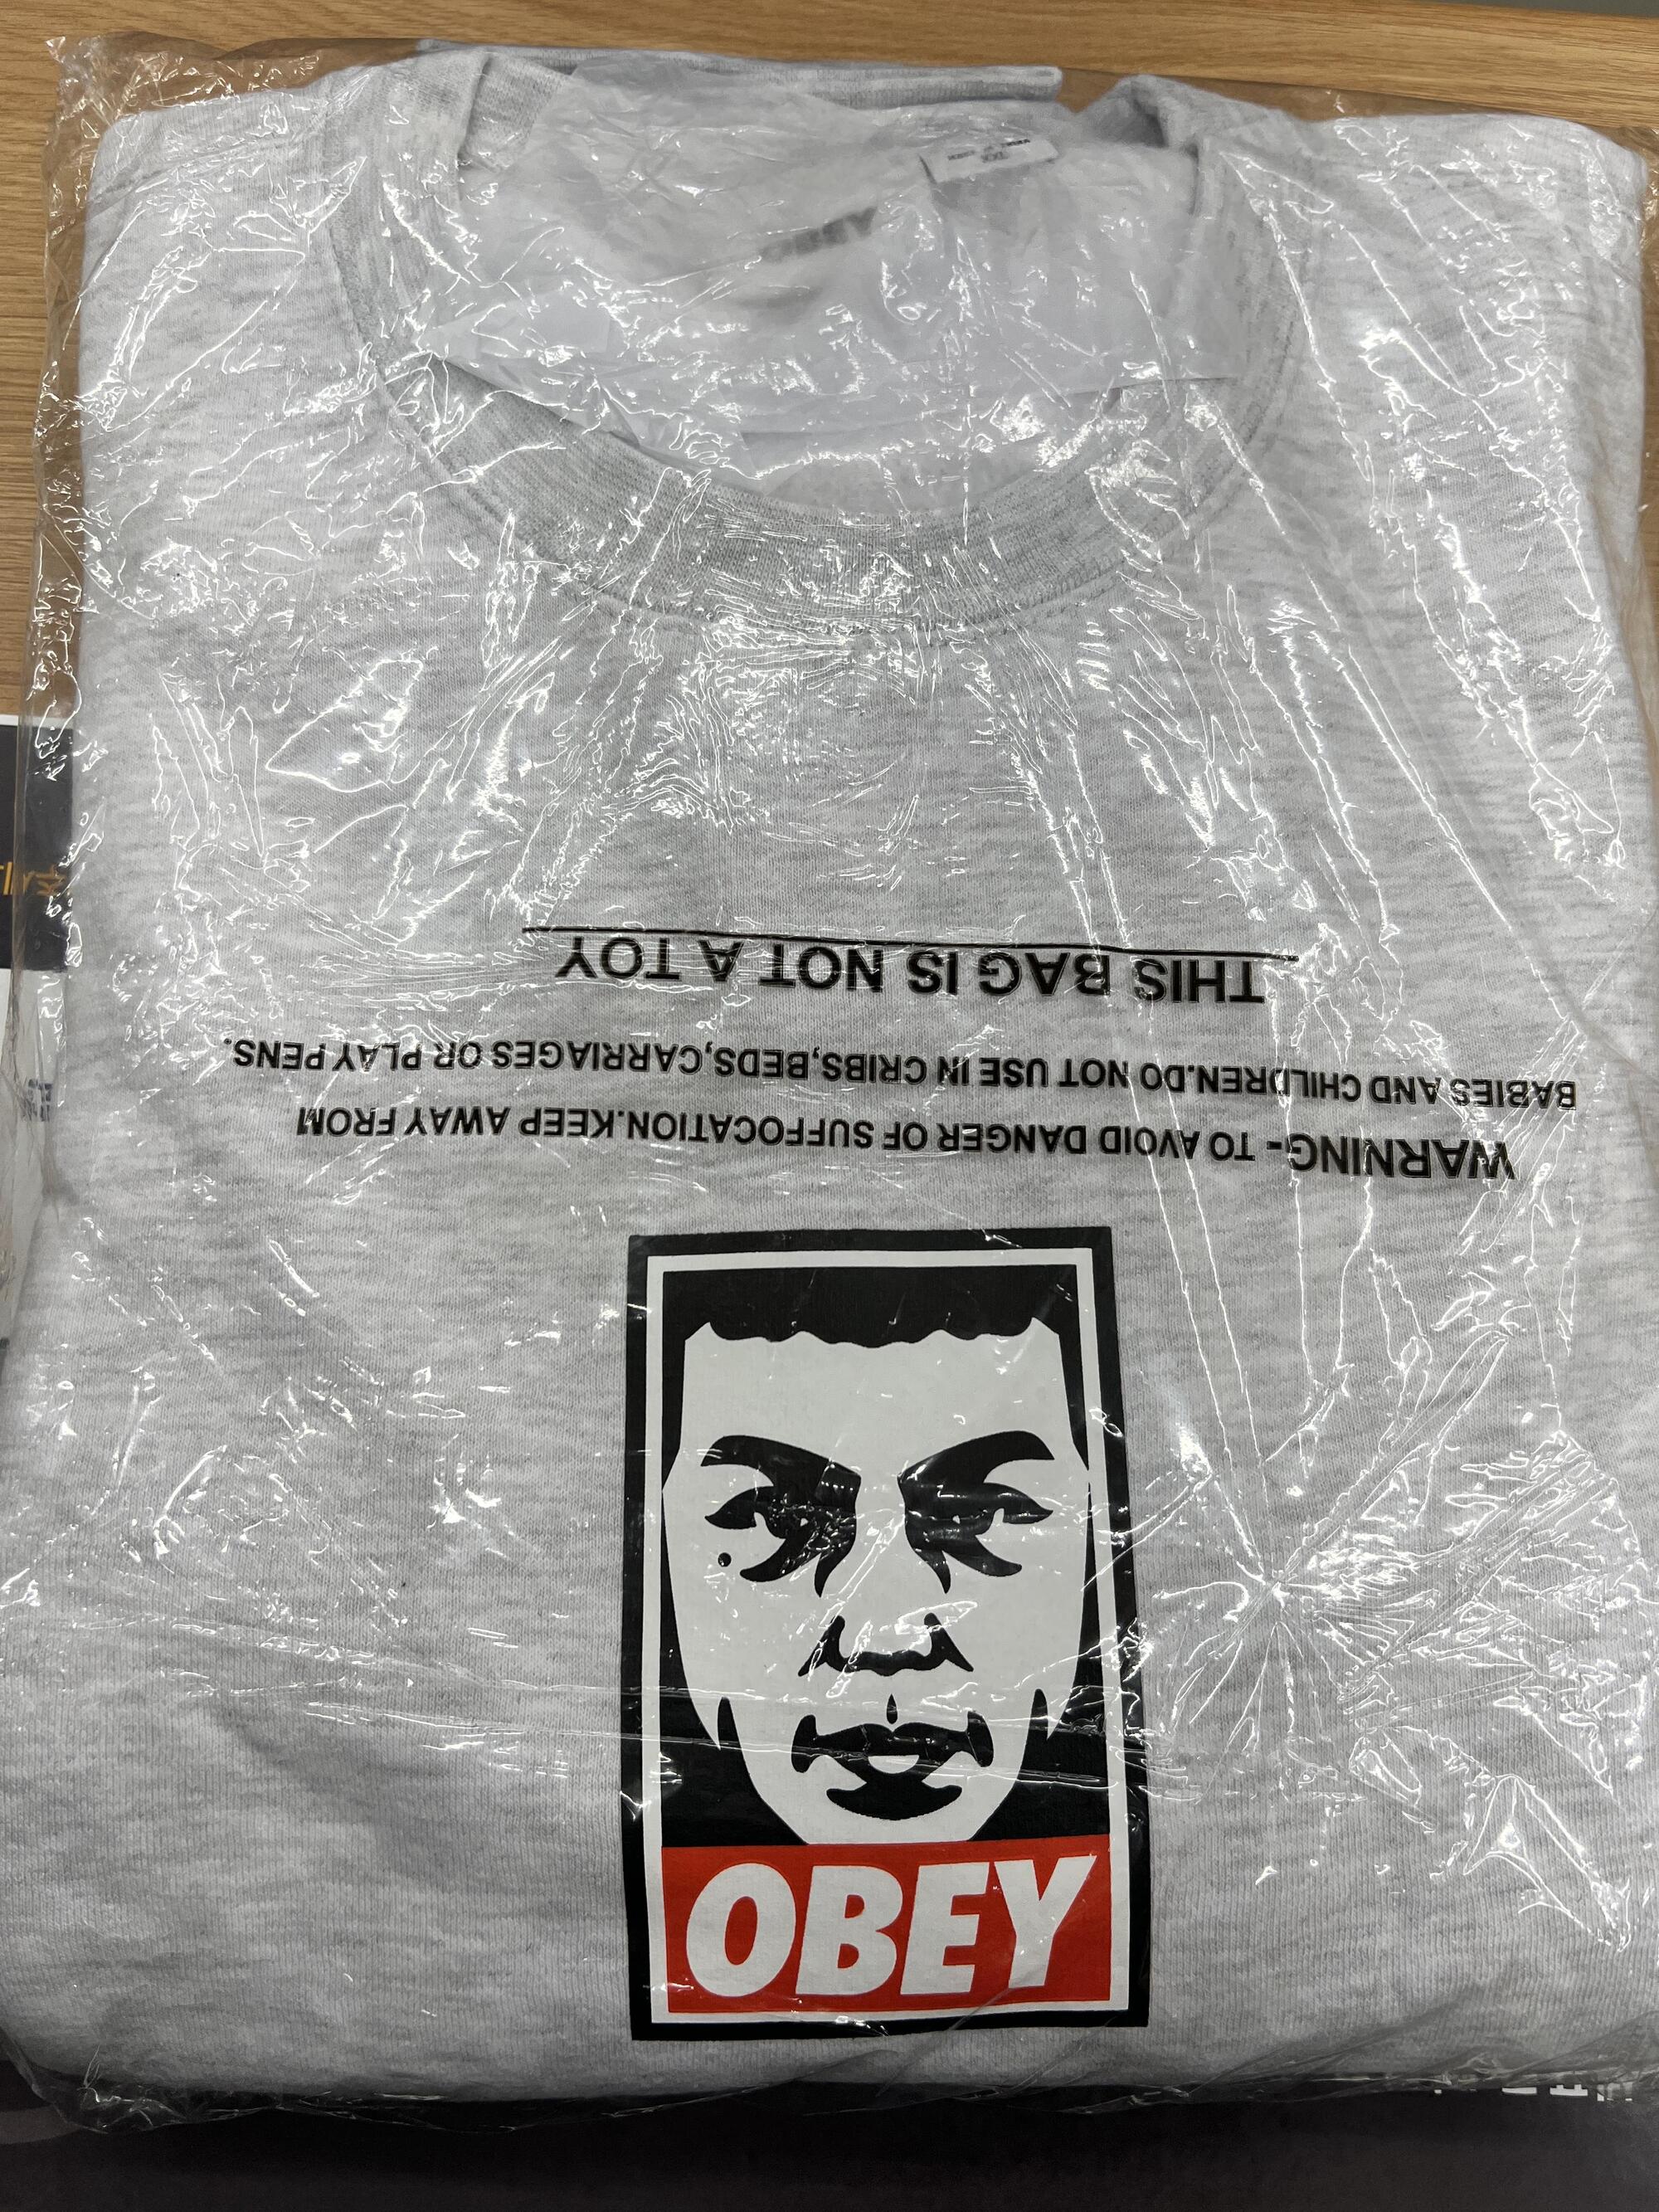 OBEY
WARNING- TO AVOID DANGER OF SUFFOCATION.KEEP AWAY FROM
BABIES AND CHILDREN.DO NOT USE IN CRIBS,BEDS,CARRIAGES OR PLAY PENS.
THIS BAG IS NOT A TOY
OBEY